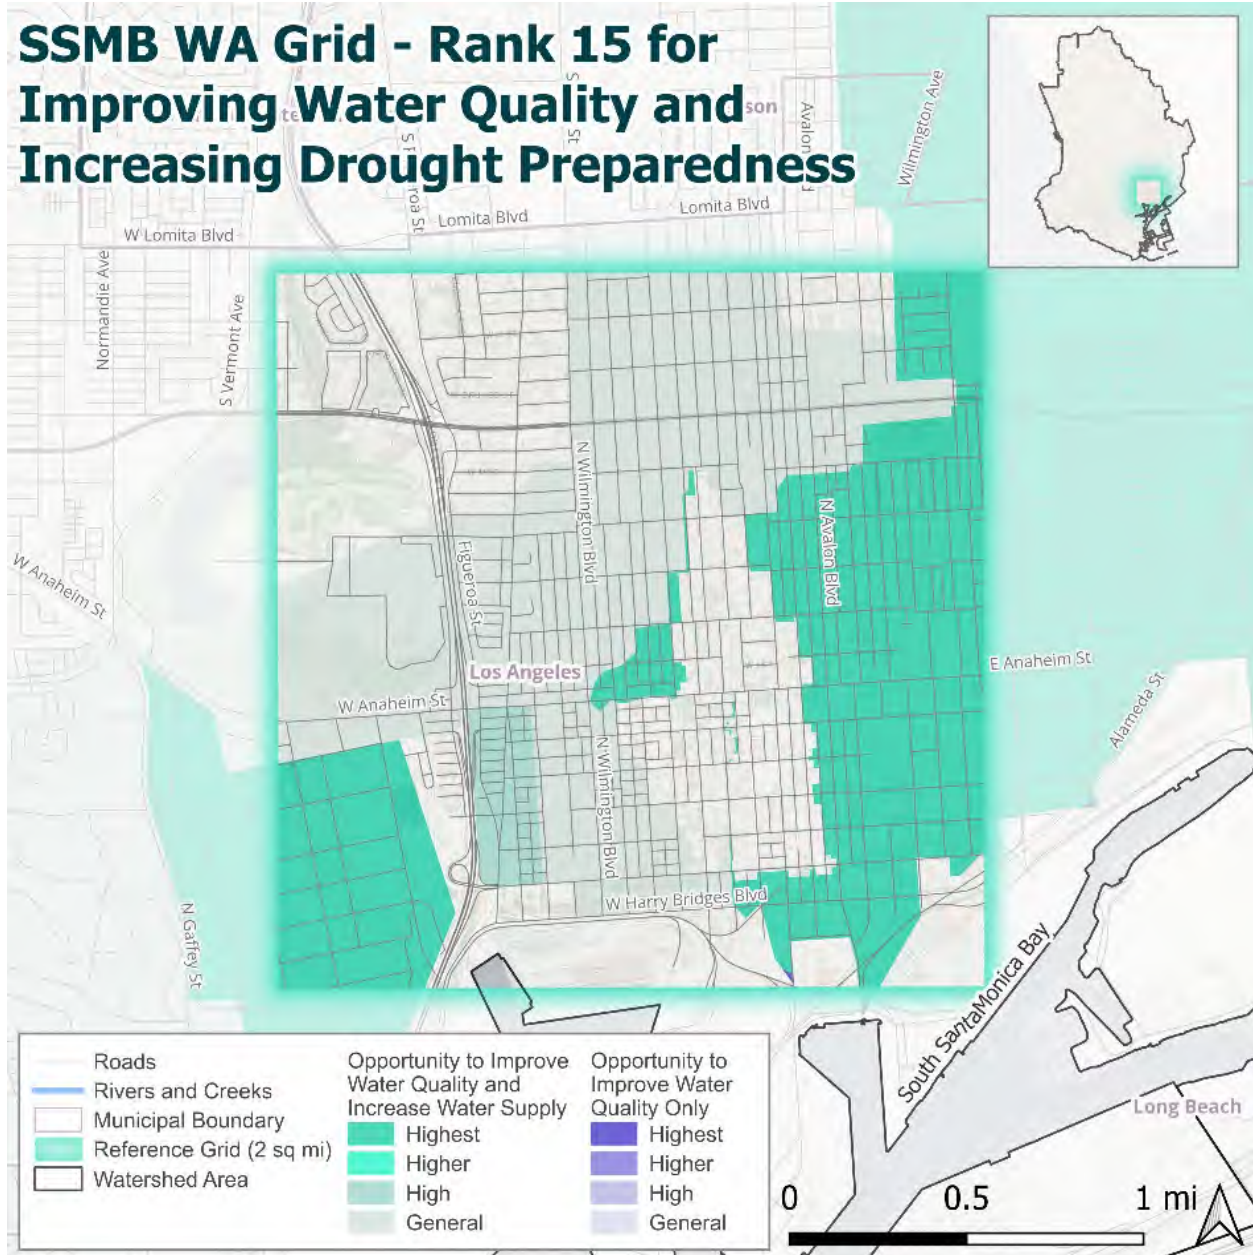 SSMB WA Grid - Rank 15 for
Improving Water Quality and
Increasing Drought Preparedness
son
Avalon
Wilmington Ave
St
Lomita Blvd
Lomita Blvd
W Lomita Blvd
Normandie Ave
S Vermont Ave
N Wilmington Blvd
N Avalon Blvd
Figueroa St
W Anaheim St
Los Angeles
E Anaheim St
W Anaheim St
Alameda St
N Wilmington Blvd
W Harry Bridges Blvd
N Gaffey St
South SantaMonica Bay
Long Beach
Roads
Rivers and Creeks
Municipal Boundary
Reference Grid (2 sq mi)
Watershed Area
Opportunity to Improve
Water Quality and
Increase Water Supply
Highest
Higher
High
General
Opportunity to
Improve Water
Quality Only
Highest
Higher
High
General
0 0.5 1 mi